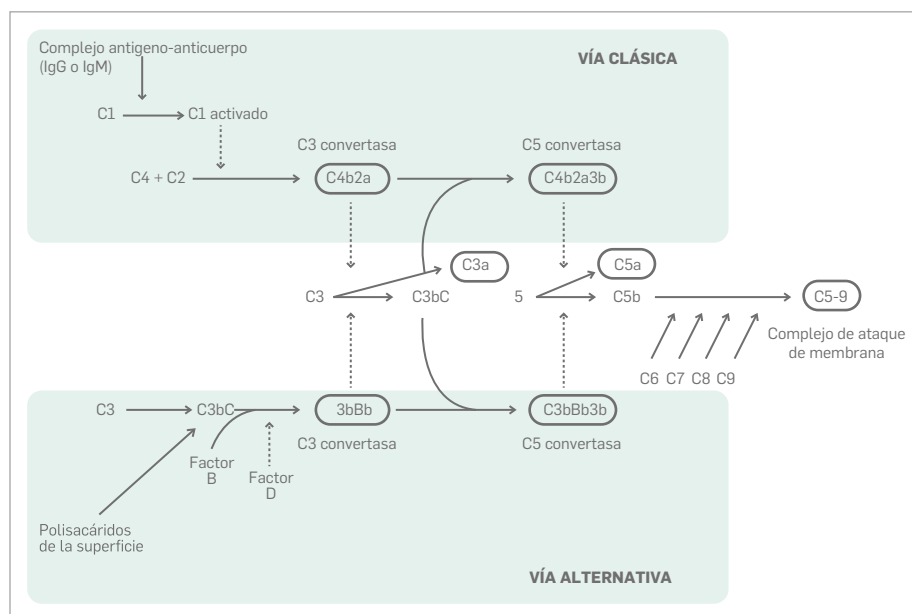 Complejo antigeno-anticuerpo
(IgG o IgM)
VÍA CLÁSICA
C1
C1 activado
C3 convertasa
C5 convertasa
C4 + C2
C4b2a
C4b2a3b
C3a
C5a
C3
C3bC
5
C5b
C5-9
Complejo de ataque
de membrana
C6 C7 C8 C9
C3
C3bC
3bBb
C3bBb3b
C3 convertasa
C5 convertasa
Factor
B
Factor
D
Polisacáridos
de la superficie
VÍA ALTERNATIVA